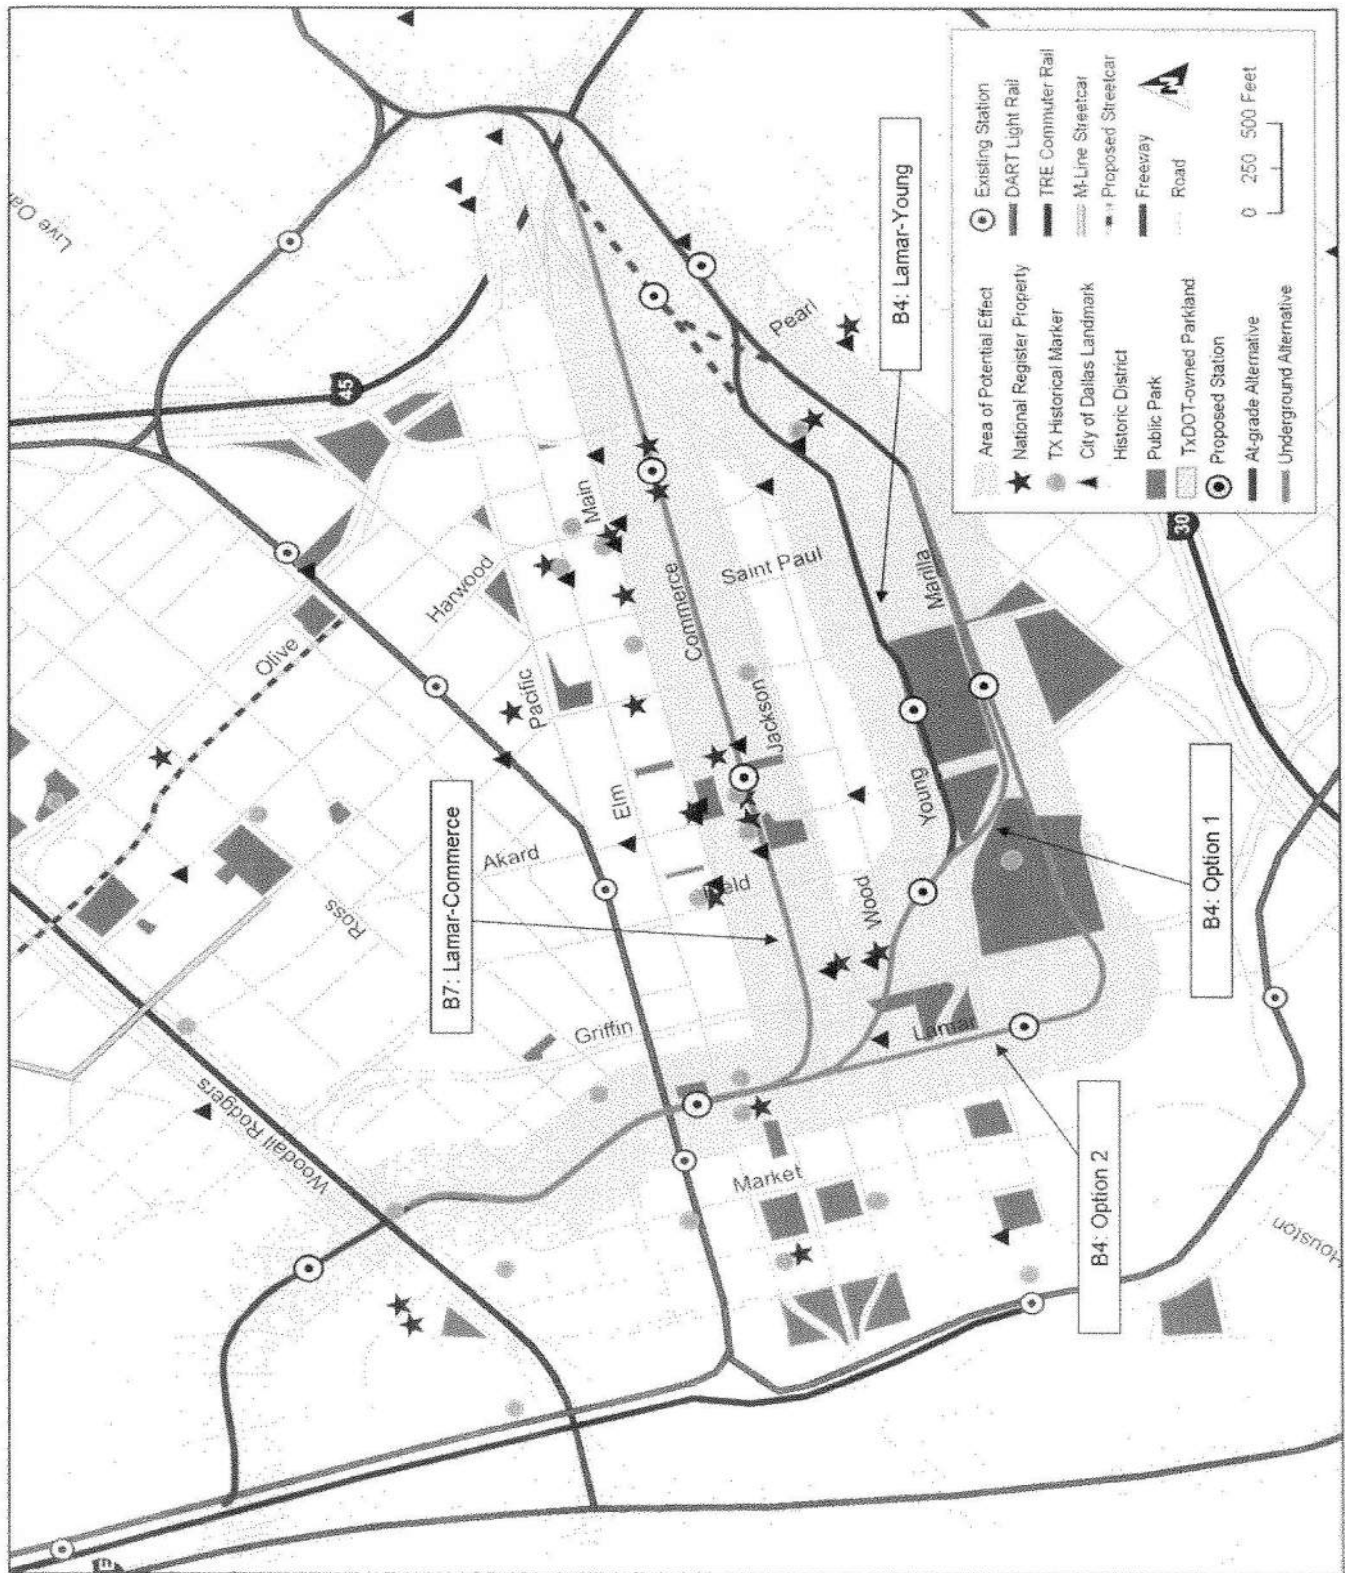 Live Oak
45
Olive
Harwood
Main
Pacific
Elm
Commerce
Jackson
Saint Paul
Pearl
Akard
Ross
Field
Wood
Young
Marilla
Griffin
Lamar
Market
Woodall Rodgers
Houston
30
B7: Lamar-Commerce
B4: Lamar-Young
B4: Option 1
B4: Option 2
Area of Potential Effect
National Register Property
TX Historical Marker
City of Dallas Landmark
Historic District
Public Park
TxDOT-owned Parkland
Proposed Station
At-grade Alternative
Underground Alternative
Existing Station
DART Light Rail
TRE Commuter Rail
M-Line Streetcar
Proposed Streetcar
Freeway
Road
N
0 250 500 Feet